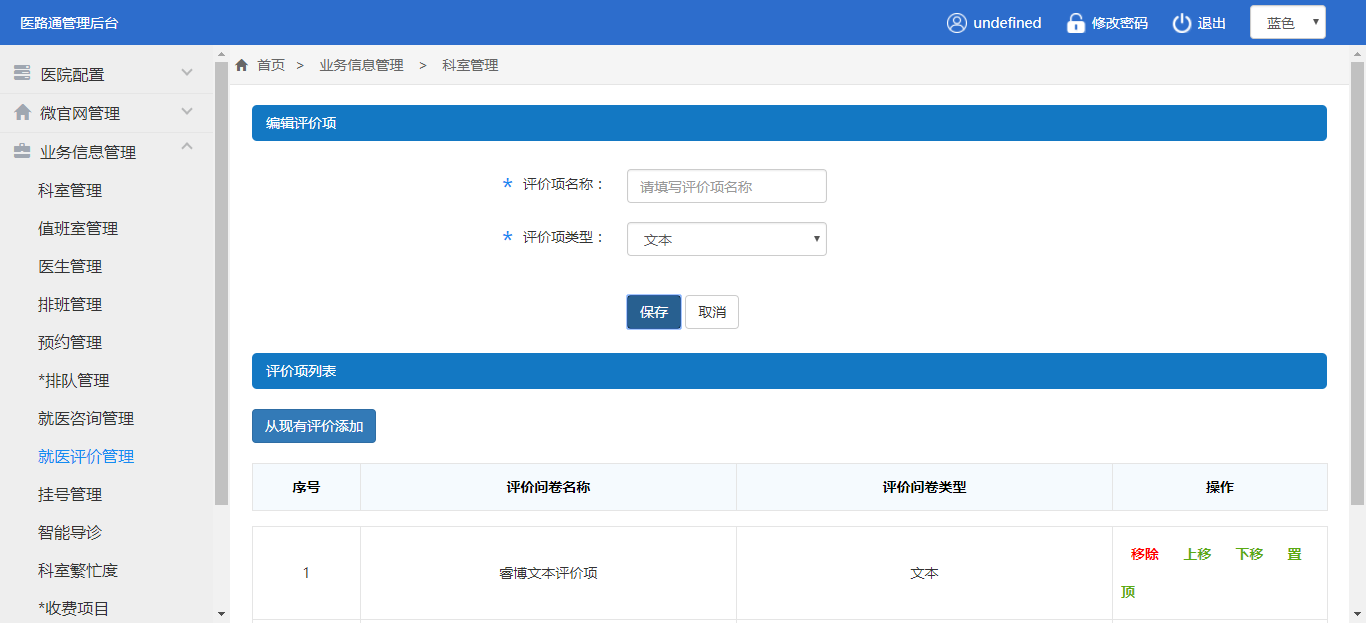 医路通管理后台
undefined
修改密码
退出
蓝色
医院配置
微官网管理
业务信息管理
科室管理
值班室管理
医生管理
排班管理
预约管理
*排队管理
就医咨询管理
就医评价管理
挂号管理
智能导诊
科室繁忙度
*收费项目
首页 > 业务信息管理 > 科室管理
编辑评价项
* 评价项名称： 请填写评价项名称
* 评价项类型： 文本
保存 取消
评价项列表
从现有评价添加
序号 评价问卷名称 评价问卷类型 操作
1 睿博文本评价项 文本 移除 上移 下移 置
顶